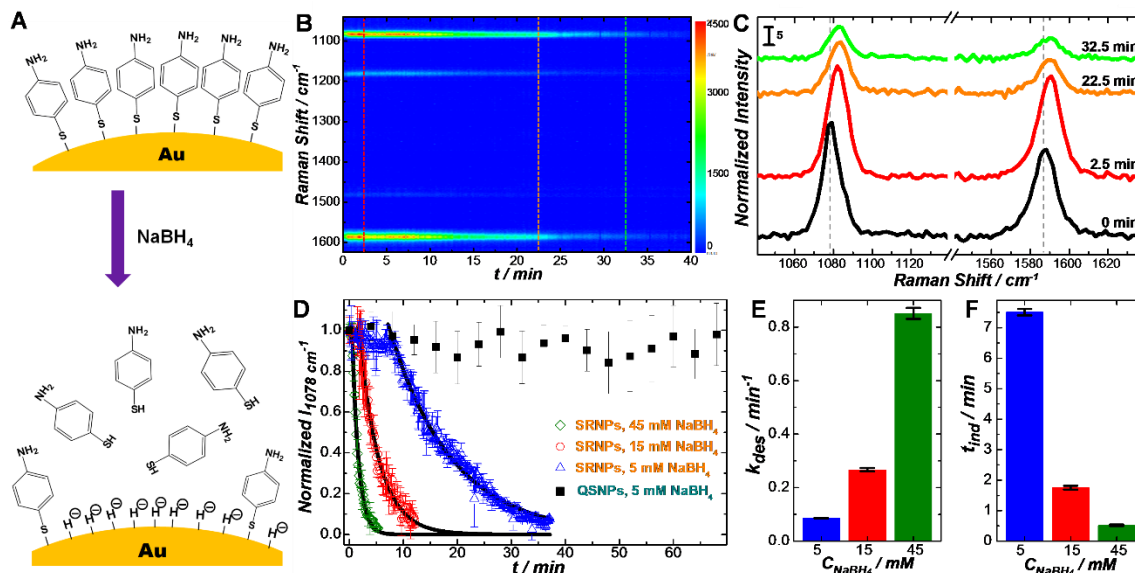 A
NH2
NH2
NH2
NH2
NH2
NH2
S
S
S
S
S
S
Au
NaBH4
NH2
NH2
NH2
NH2
NH2
NH2
SH
SH
SH
SH
S
S
H⊖ H⊖ H⊖ H⊖ H⊖ H⊖ H⊖ H⊖
Au
B
Raman Shift / cm-1
1100
1200
1300
1400
1500
1600
0 5 10 15 20 25 30 35 40
t / min
4500
3000
1500
0
C
5
Normalized Intensity
32.5 min
22.5 min
2.5 min
0 min
1060 1080 1100 1120 1560 1580 1600 1620
Raman Shift / cm-1
D
Normalized I1078 cm-1
1.0
0.8
0.6
0.4
0.2
0.0
SRNPs, 45 mM NaBH4
SRNPs, 15 mM NaBH4
SRNPs, 5 mM NaBH4
QSNPs, 5 mM NaBH4
0 10 20 30 40 50 60
t / min
E
kdes / min-1
0.8
0.6
0.4
0.2
0.0
5 15 45
CNaBH4 / mM
F
tind / min
7
6
5
4
3
2
1
0
5 15 45
CNaBH4 / mM